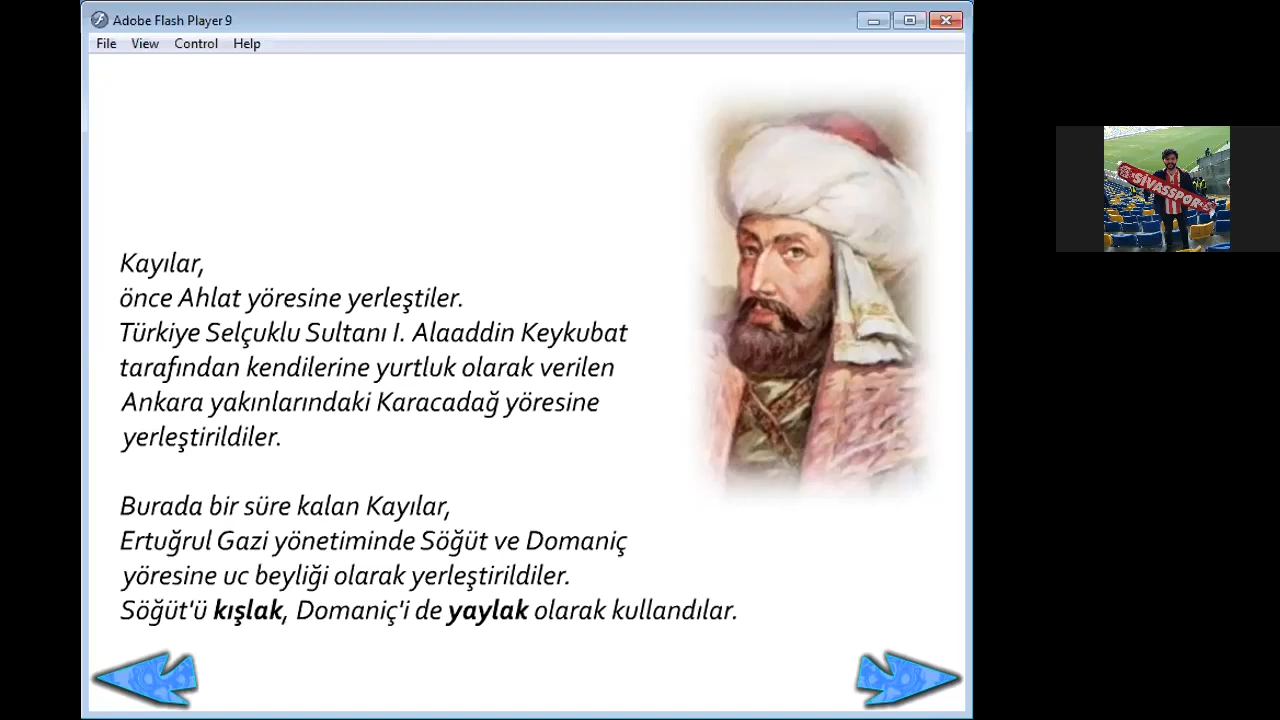 Adobe Flash Player 9
File View Control Help
Kayılar,
önce Ahlat yöresine yerleştiler.
Türkiye Selçuklu Sultanı I. Alaaddin Keykubat
tarafından kendilerine yurtluk olarak verilen
Ankara yakınlarındaki Karacadağ yöresine
yerleştirildiler.
Burada bir süre kalan Kayılar,
Ertuğrul Gazi yönetiminde Söğüt ve Domaniç
yöresine uc beyliği olarak yerleştirildiler.
Söğüt'ü kışlak, Domaniç'i de yaylak olarak kullandılar.
SİVASSPOR